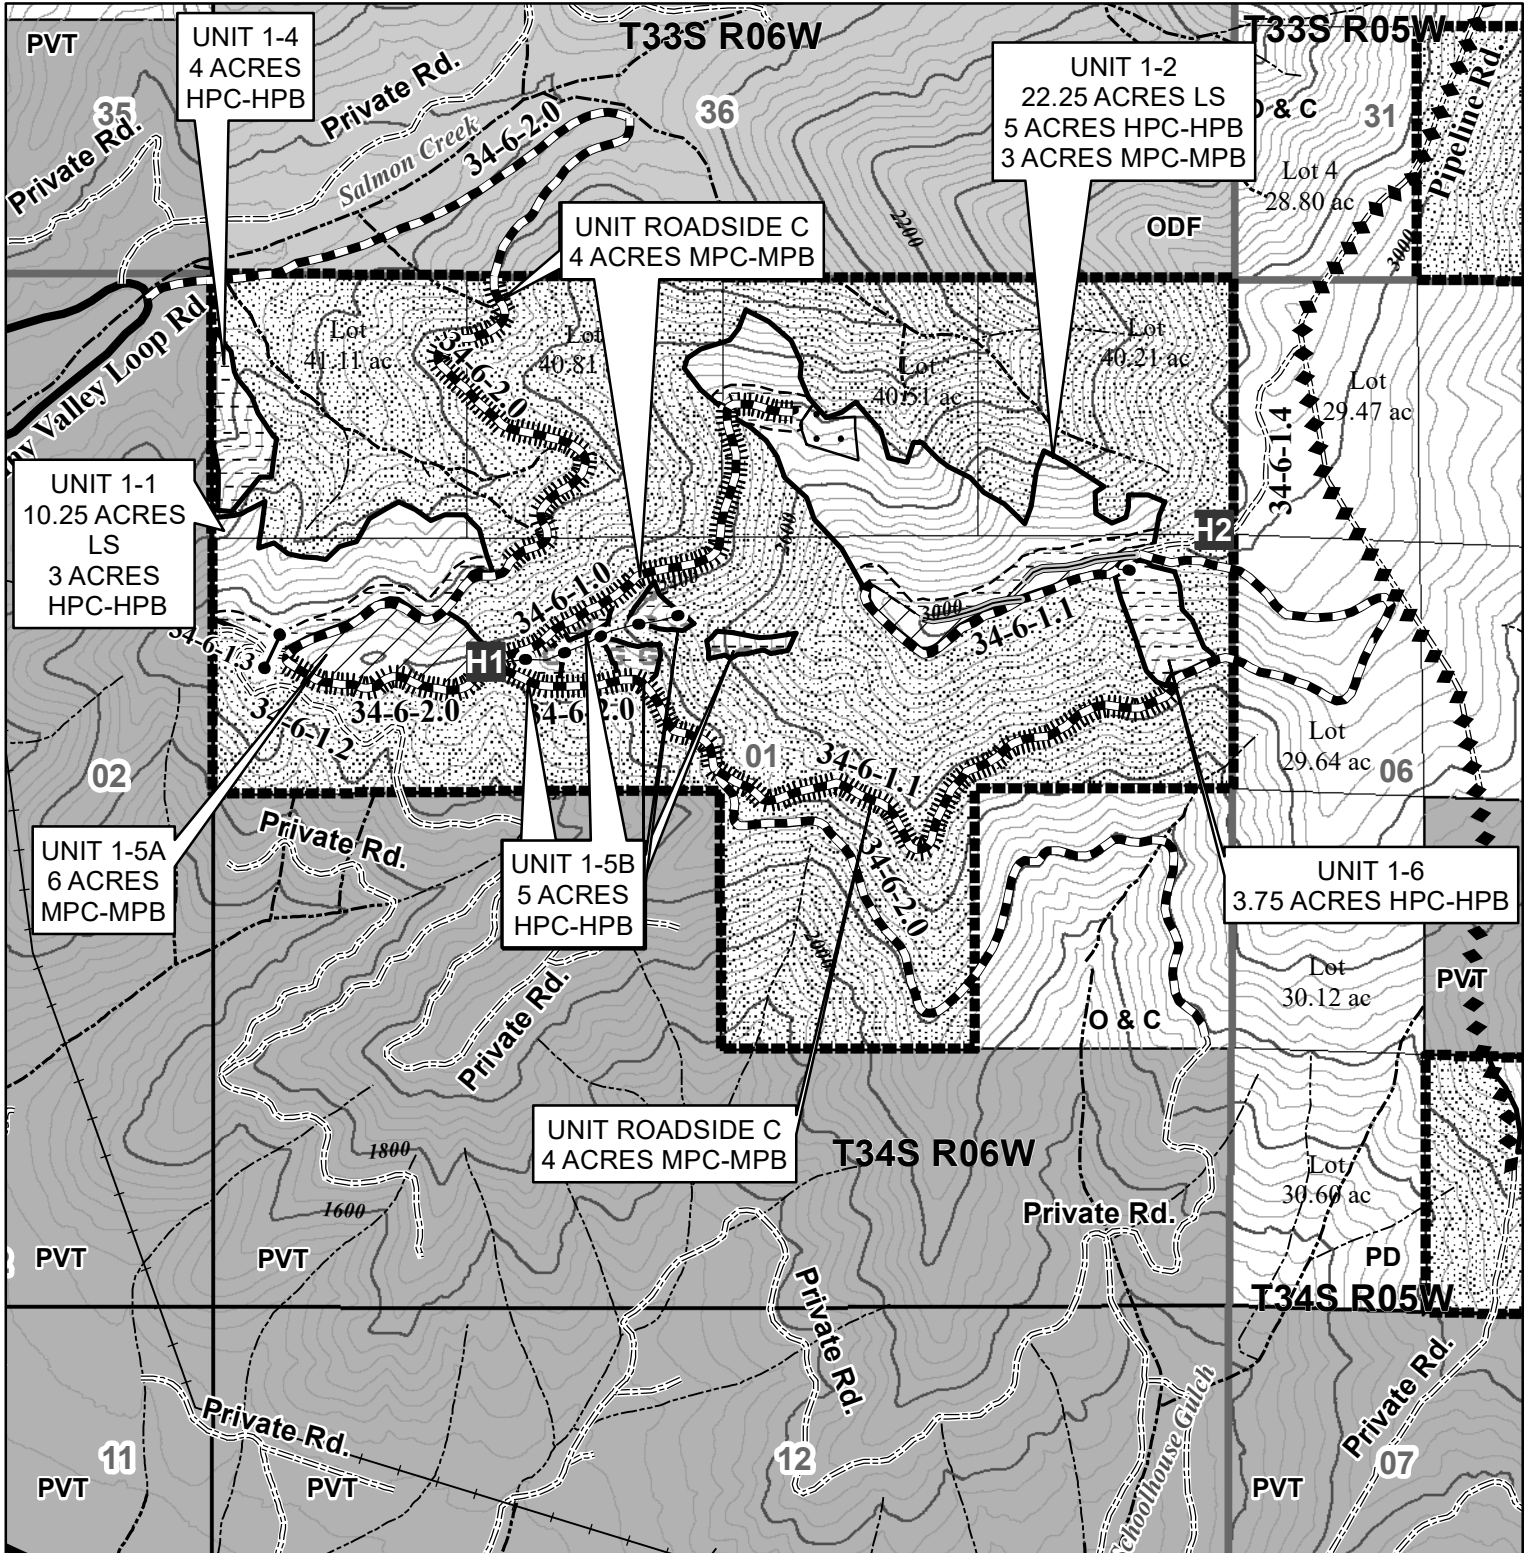 T33S R06W
T33S R05W
PVT
UNIT 1-4
4 ACRES
HPC-HPB
35
Private Rd.
Private Rd.
Salmon Creek
34-6-2.0
36
UNIT 1-2
22.25 ACRES LS
5 ACRES HPC-HPB
3 ACRES MPC-MPB
O & C
31
Pipeline Rd.
Lot 4
28.80 ac
2200
ODF
3000
UNIT ROADSIDE C
4 ACRES MPC-MPB
Valley Loop Rd
Lot
41.11 ac
34-6-2.0
Lot
40.81
Lot
40.51 ac
Lot
40.21 ac
Lot
29.47 ac
34-6-1.4
UNIT 1-1
10.25 ACRES
LS
3 ACRES
HPC-HPB
H2
2600
34-6-1.0
3000
34-6-1.1
34-6-1.3
H1
34-6-2.0
34-6-2.0
34-6-1.2
02
01
34-6-1.1
Lot
29.64 ac
06
34-6-2.0
Private Rd.
UNIT 1-5A
6 ACRES
MPC-MPB
UNIT 1-5B
5 ACRES
HPC-HPB
UNIT 1-6
3.75 ACRES HPC-HPB
2000
Lot
30.12 ac
PVT
Private Rd.
O & C
UNIT ROADSIDE C
4 ACRES MPC-MPB
T34S R06W
1800
1600
Lot
30.60 ac
Private Rd.
PVT
PVT
PD
T34S R05W
Private Rd.
Private Rd.
Private Rd.
Schoolhouse Gulch
11
12
07
PVT
PVT
PVT